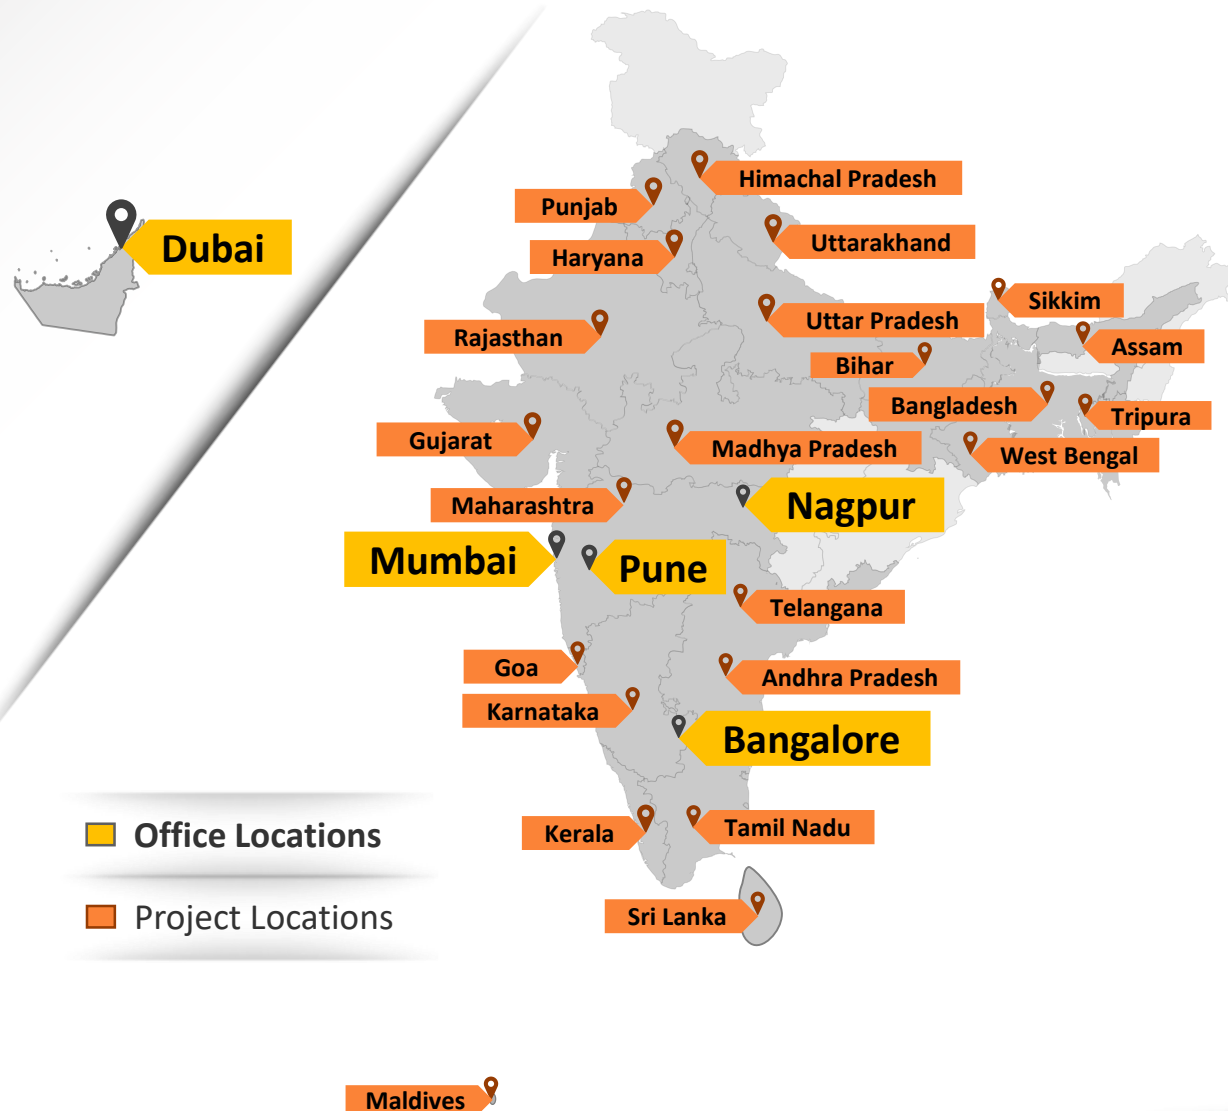 Himachal Pradesh
Punjab
Uttarakhand
Dubai
Haryana
Sikkim
Rajasthan
Uttar Pradesh
Assam
Bihar
Bangladesh
Tripura
Gujarat
Madhya Pradesh
West Bengal
Maharashtra
Nagpur
Mumbai
Pune
Telangana
Goa
Andhra Pradesh
Karnataka
Bangalore
Office Locations
Kerala
Tamil Nadu
Project Locations
Sri Lanka
Maldives